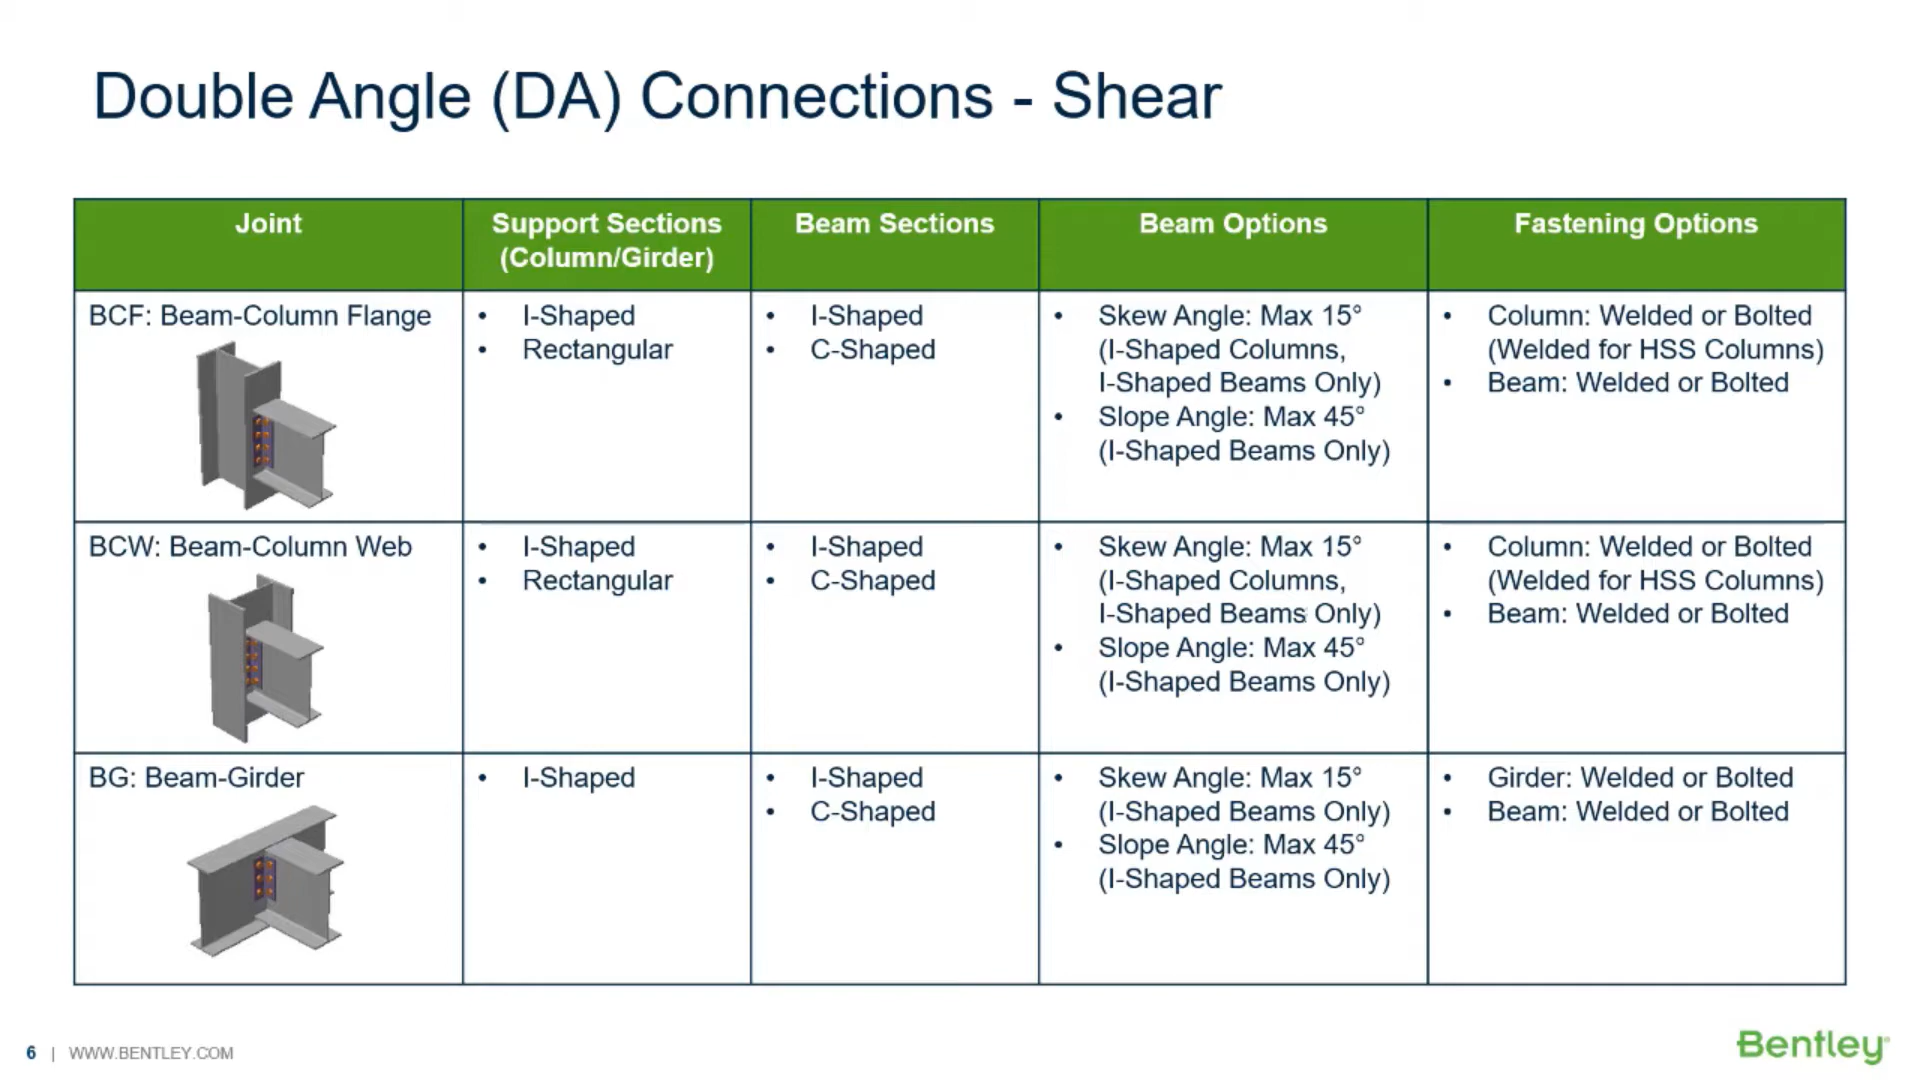 Double Angle (DA) Connections - Shear
Joint
Support Sections
(Column/Girder)
Beam Sections
Beam Options
Fastening Options
BCF: Beam-Column Flange
• I-Shaped
• Rectangular
• I-Shaped
• C-Shaped
• Skew Angle: Max 15°
(I-Shaped Columns,
I-Shaped Beams Only)
• Slope Angle: Max 45°
(I-Shaped Beams Only)
• Column: Welded or Bolted
(Welded for HSS Columns)
• Beam: Welded or Bolted
BCW: Beam-Column Web
• I-Shaped
• Rectangular
• I-Shaped
• C-Shaped
• Skew Angle: Max 15°
(I-Shaped Columns,
I-Shaped Beams Only)
• Slope Angle: Max 45°
(I-Shaped Beams Only)
• Column: Welded or Bolted
(Welded for HSS Columns)
• Beam: Welded or Bolted
BG: Beam-Girder
• I-Shaped
• I-Shaped
• C-Shaped
• Skew Angle: Max 15°
(I-Shaped Beams Only)
• Slope Angle: Max 45°
(I-Shaped Beams Only)
• Girder: Welded or Bolted
• Beam: Welded or Bolted
6 | WWW.BENTLEY.COM
Bentley